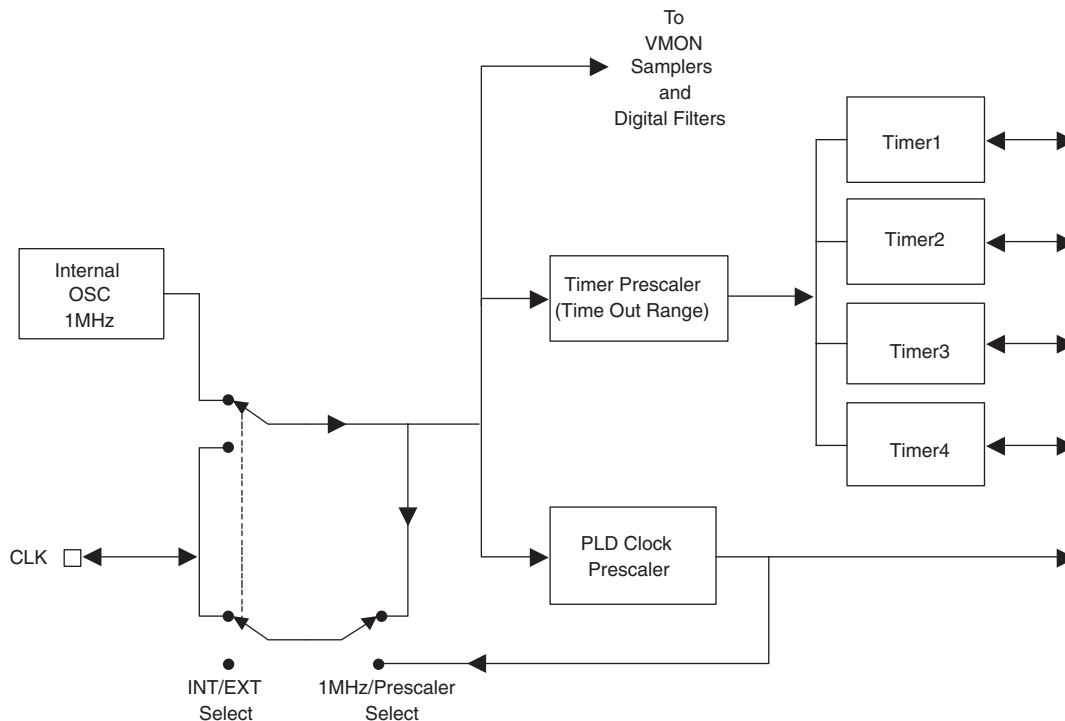 To
VMON
Samplers
and
Digital Filters
Timer1
Timer2
Internal
OSC
1MHz
Timer Prescaler
(Time Out Range)
Timer3
Timer4
CLK
PLD Clock
Prescaler
INT/EXT
Select
1MHz/Prescaler
Select